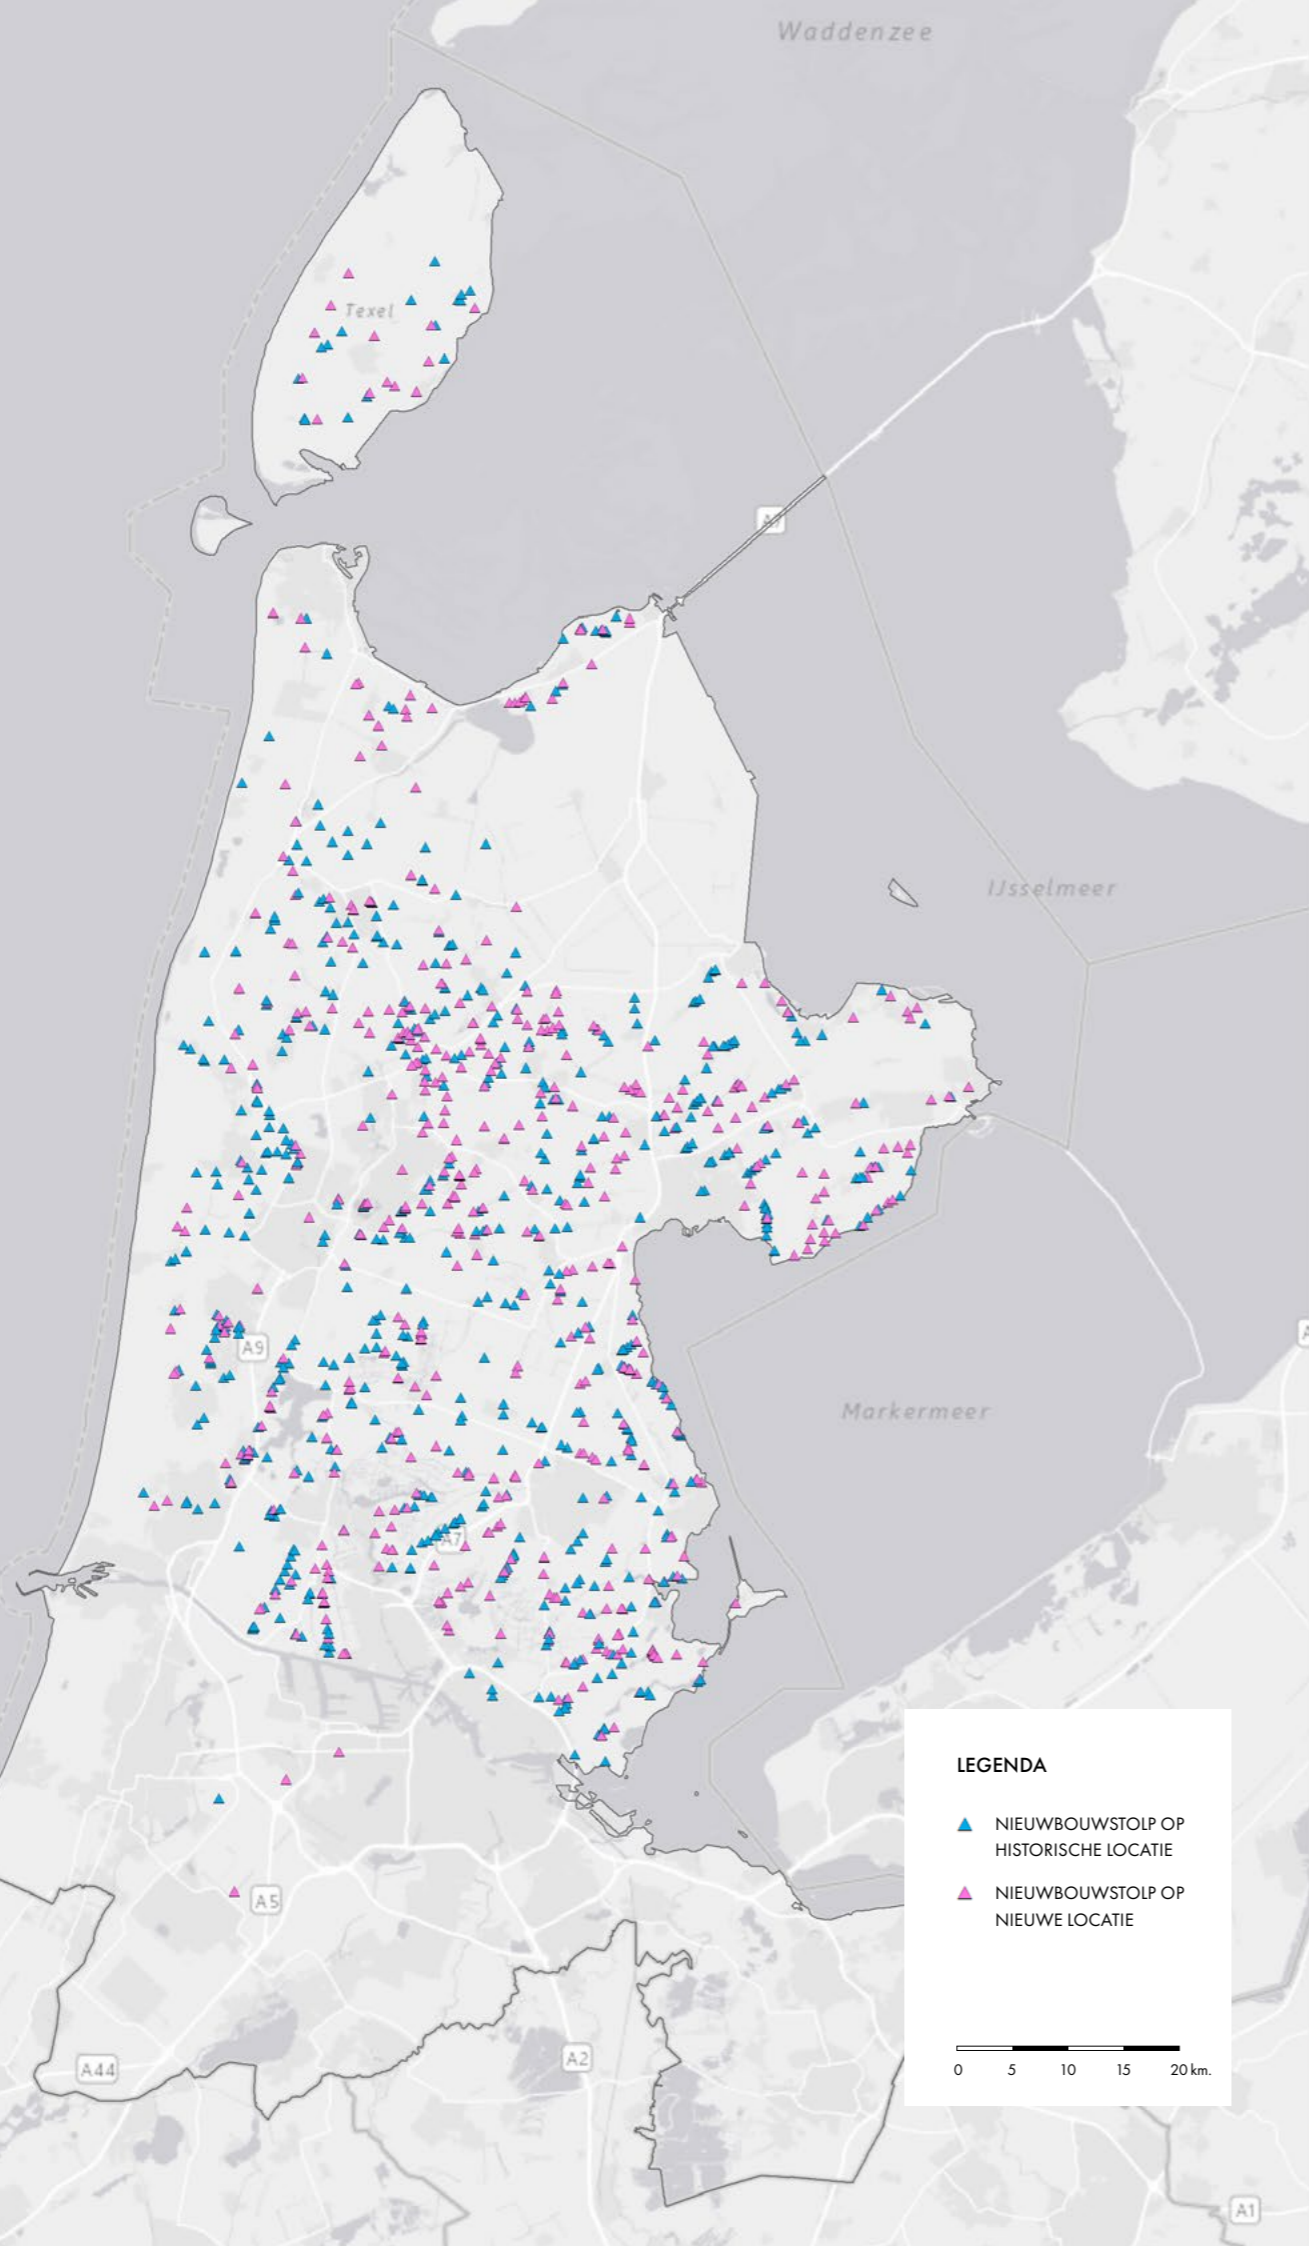 Waddenzee
Texel
A7
IJsselmeer
A9
Markermeer
A7
A5
A44
A2
A1
LEGENDA
NIEUWBOUWSTOLP OP
HISTORISCHE LOCATIE
NIEUWBOUWSTOLP OP
NIEUWE LOCATIE
0 5 10 15 20 km.